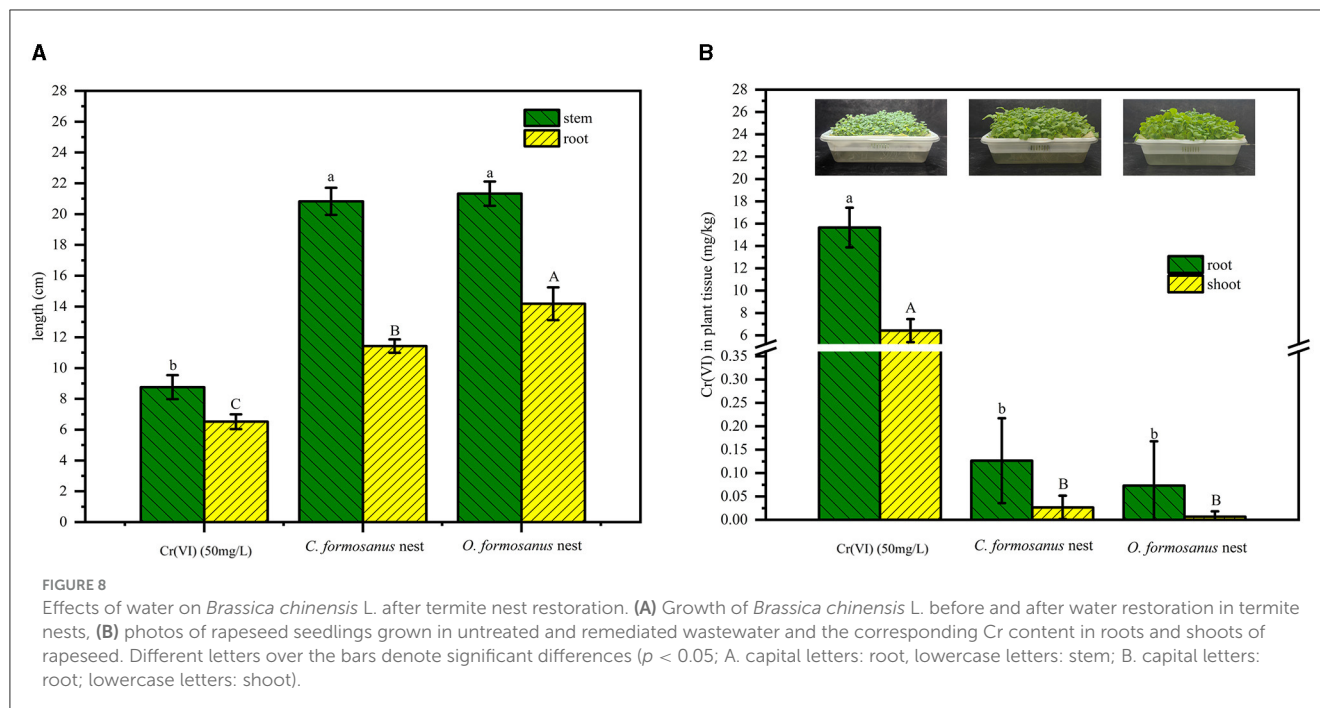 A
28
26
24
22
20
18
16
14
12
10
8
6
4
2
0
length (cm)
stem
root
b
C
a
B
a
A
Cr(VI) (50mg/L)
C. formosanus nest
O. formosanus nest
B
28
26
24
22
20
18
16
14
12
10
8
6
0.35
0.30
0.25
0.20
0.15
0.10
0.05
0.00
Cr(VI) in plant tissue (mg/kg)
root
shoot
a
A
b
B
b
B
Cr(VI) (50mg/L)
C. formosanus nest
O. formosanus nest
FIGURE 8
Effects of water on Brassica chinensis L. after termite nest restoration. (A) Growth of Brassica chinensis L. before and after water restoration in termite
nests, (B) photos of rapeseed seedlings grown in untreated and remediated wastewater and the corresponding Cr content in roots and shoots of
rapeseed. Different letters over the bars denote significant differences (p < 0.05; A. capital letters: root, lowercase letters: stem; B. capital letters:
root; lowercase letters: shoot).